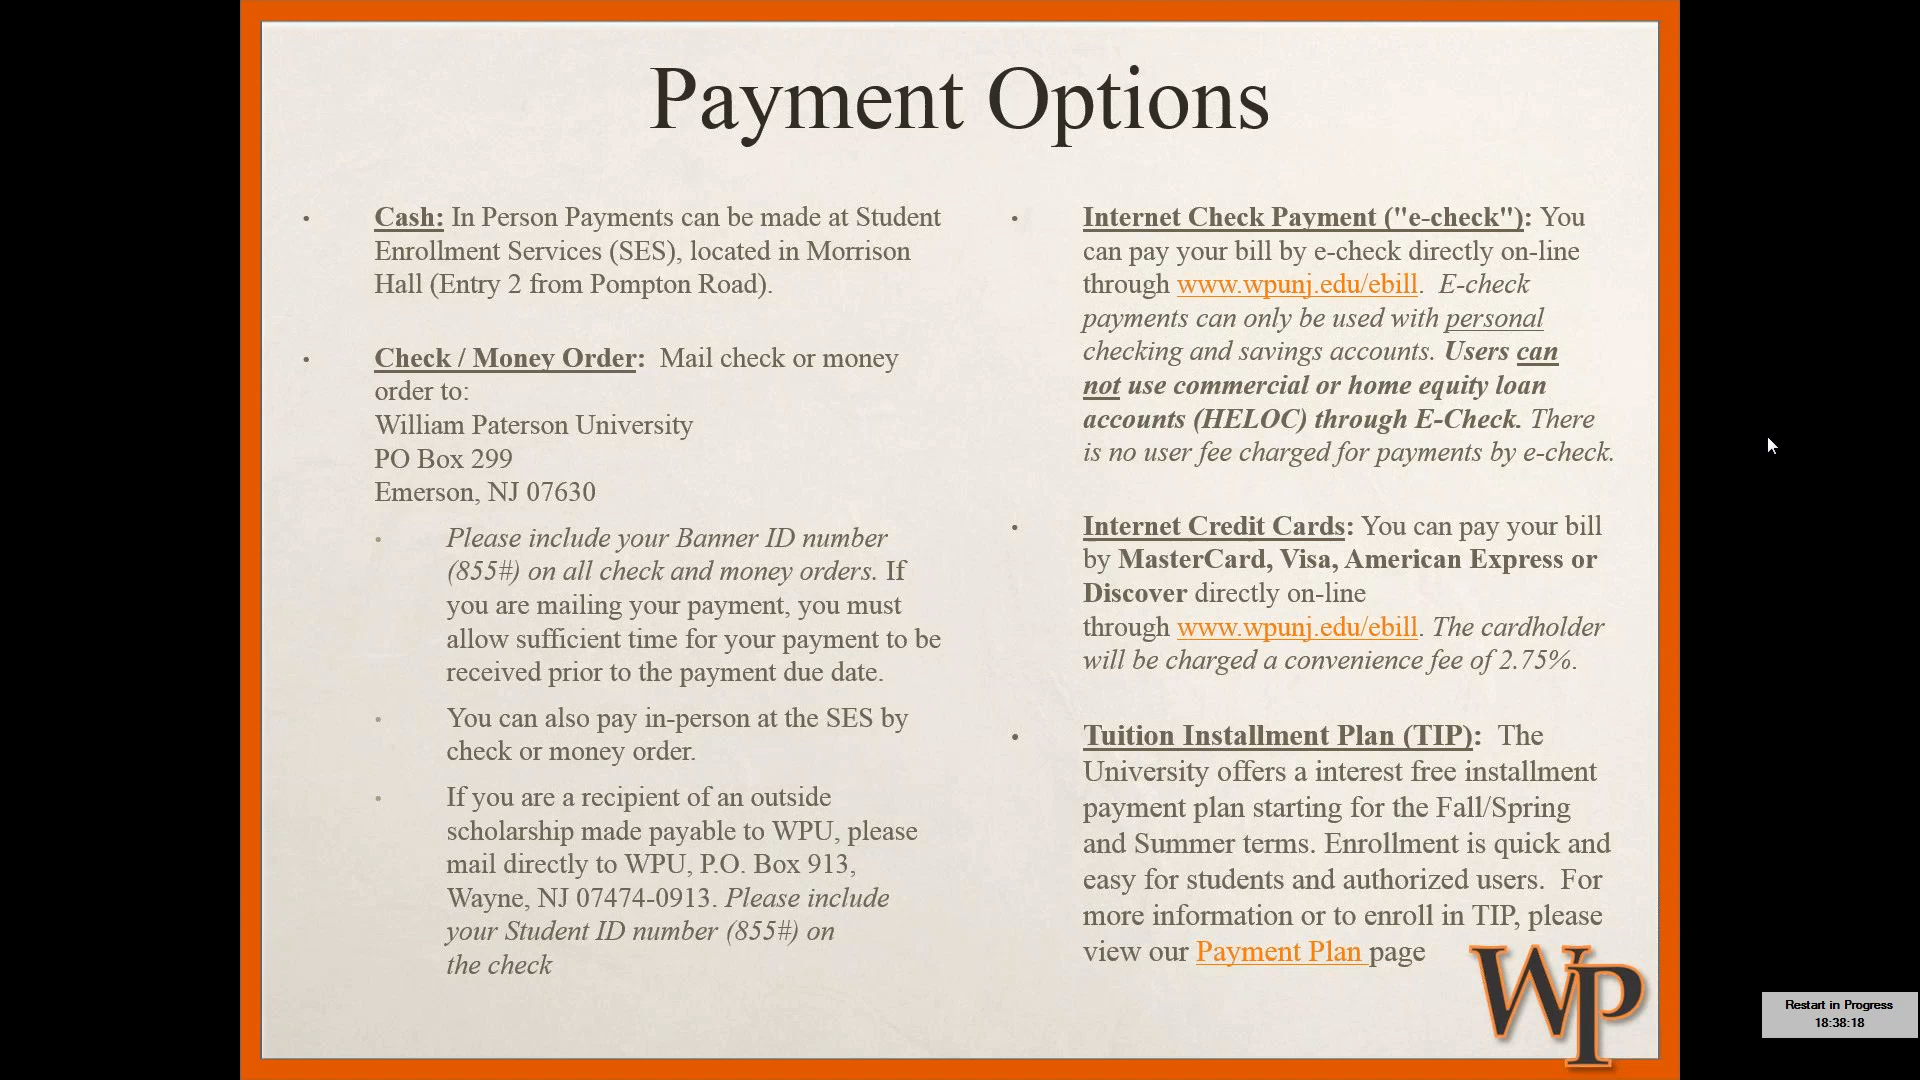 Payment Options
• Cash: In Person Payments can be made at Student
Enrollment Services (SES), located in Morrison
Hall (Entry 2 from Pompton Road).
• Check / Money Order:  Mail check or money
order to:
William Paterson University
PO Box 299
Emerson, NJ 07630
• Please include your Banner ID number
(855#) on all check and money orders. If
you are mailing your payment, you must
allow sufficient time for your payment to be
received prior to the payment due date.
• You can also pay in-person at the SES by
check or money order.
• If you are a recipient of an outside
scholarship made payable to WPU, please
mail directly to WPU, P.O. Box 913,
Wayne, NJ 07474-0913. Please include
your Student ID number (855#) on
the check
• Internet Check Payment ("e-check"): You
can pay your bill by e-check directly on-line
through www.wpunj.edu/ebill.  E-check
payments can only be used with personal
checking and savings accounts. Users can
not use commercial or home equity loan
accounts (HELOC) through E-Check. There
is no user fee charged for payments by e-check.
• Internet Credit Cards: You can pay your bill
by MasterCard, Visa, American Express or
Discover directly on-line
through www.wpunj.edu/ebill. The cardholder
will be charged a convenience fee of 2.75%.
• Tuition Installment Plan (TIP):  The
University offers a interest free installment
payment plan starting for the Fall/Spring
and Summer terms. Enrollment is quick and
easy for students and authorized users.  For
more information or to enroll in TIP, please
view our Payment Plan page
WP
Restart in Progress
18:38:18